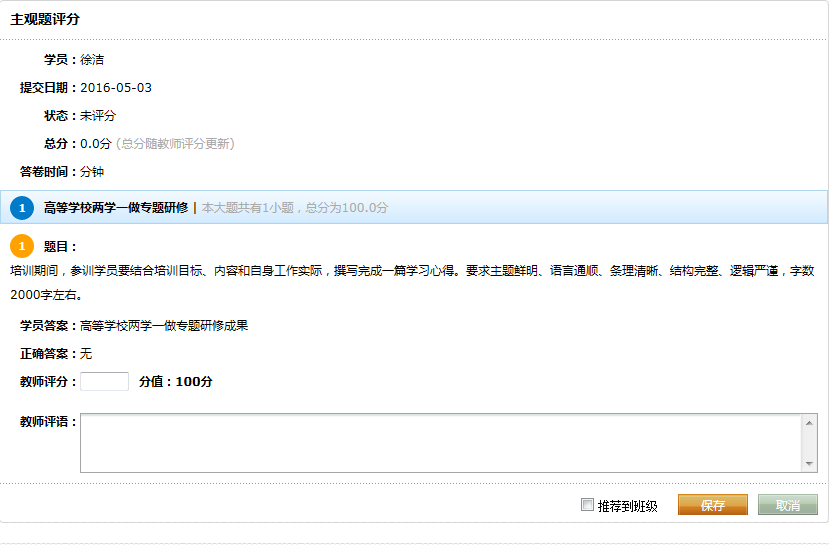 主观题评分
学员：徐洁
提交日期：2016-05-03
状态：未评分
总分：0.0分 (总分随教师评分更新)
答卷时间：分钟
1 高等学校两学一做专题研修 | 本大题共有1小题，总分为100.0分
1 题目：
培训期间，参训学员要结合培训目标、内容和自身工作实际，撰写完成一篇学习心得。要求主题鲜明、语言通顺、条理清晰、结构完整、逻辑严谨，字数
2000字左右。
学员答案：高等学校两学一做专题研修成果
正确答案：无
教师评分： 分值：100分
教师评语：
推荐到班级 保存 取消